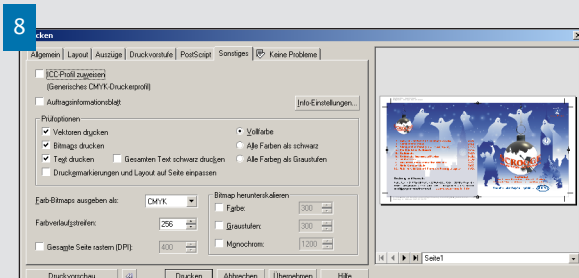 8
cken
Allgemein Layout Auszüge Druckvorstufe PostScript Sonstiges Keine Probleme
ICC-Profil zuweisen
(Generisches CMYK-Druckerprofil)
Auftragsinformationsblatt
Info-Einstellungen...
Prüfoptionen
Vektoren drucken
Vollfarbe
Bitmaps drucken
Alle Farben als schwarz
Text drucken
Gesamten Text schwarz drucken
Alle Farben als Graustufen
Druckermarkierungen und Layout auf Seite einpassen
Farb-Bitmaps ausgeben als: CMYK
Bitmap herunterskalieren
Farbe: 300
Farbverlaufstreifen: 256
Graustufen: 300
Gesamte Seite rastern (DPI): 400
Monochrom: 1200
SCROOGE
Seite1
Druckvorschau Drucken Abbrechen Übernehmen Hilfe